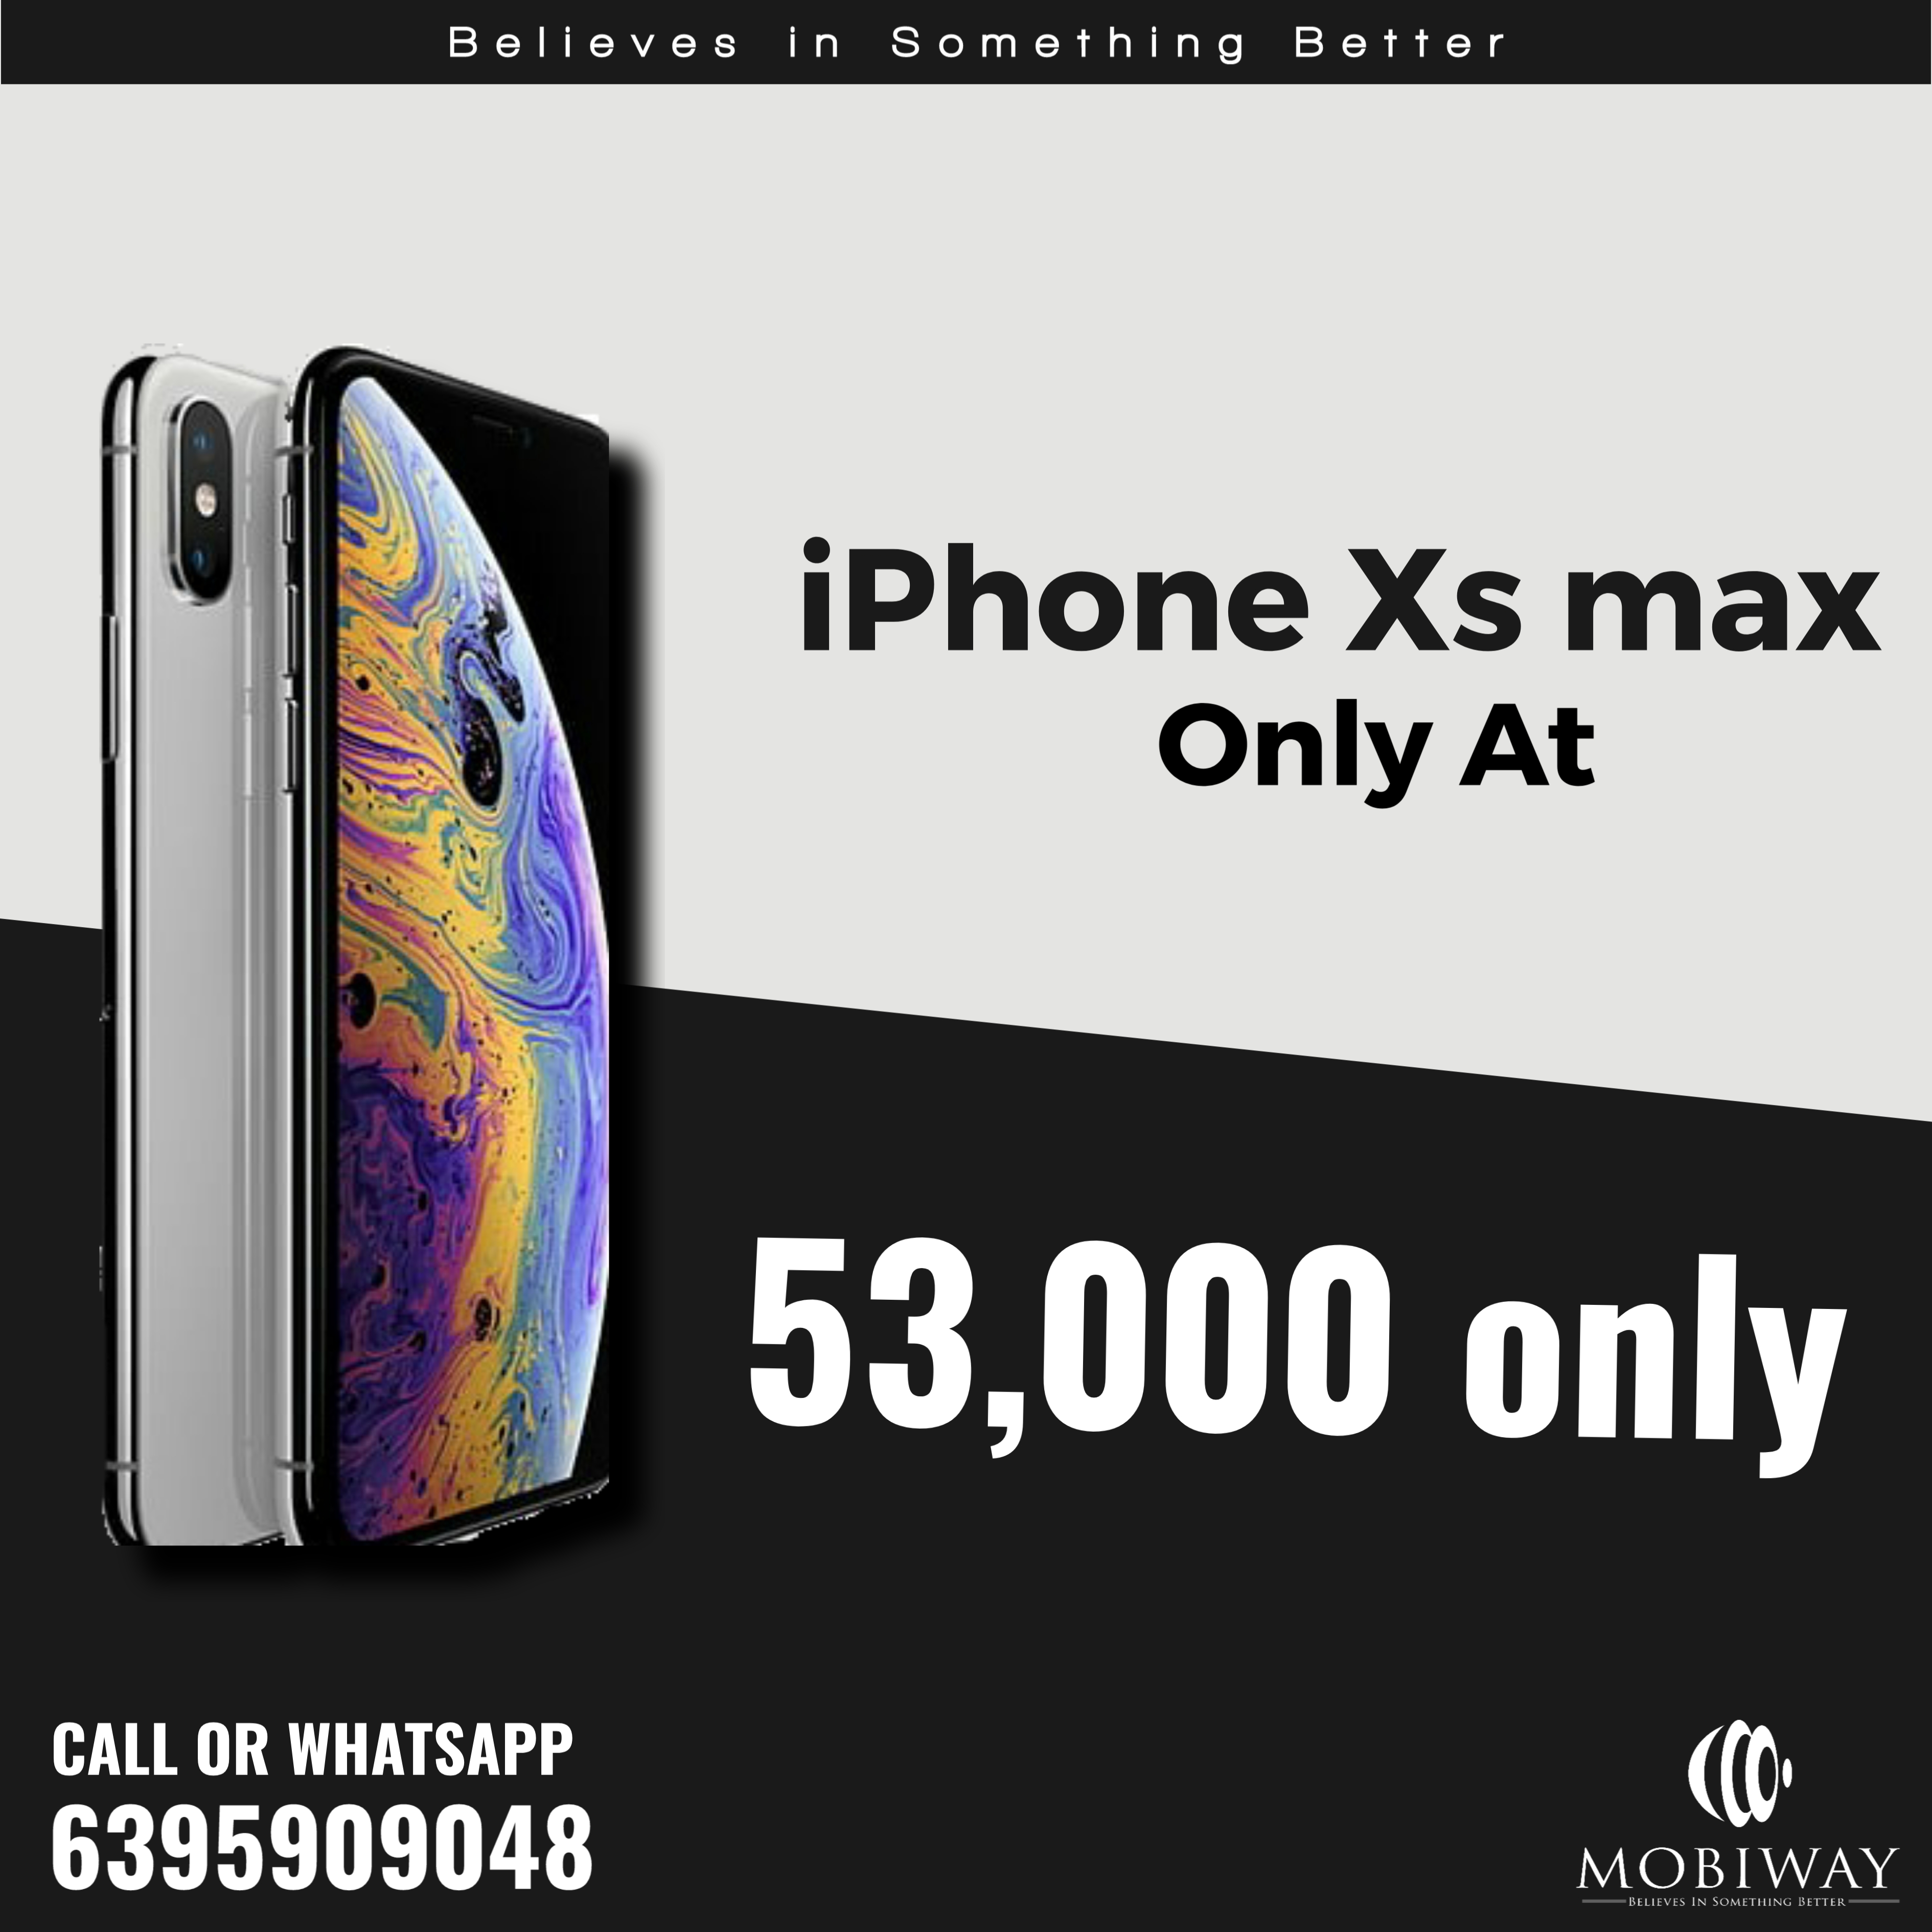 Believes in Something Better
iPhone Xs max
Only At
53,000 only
CALL OR WHATSAPP
6395909048
MOBIWAY
BELIEVES IN SOMETHING BETTER